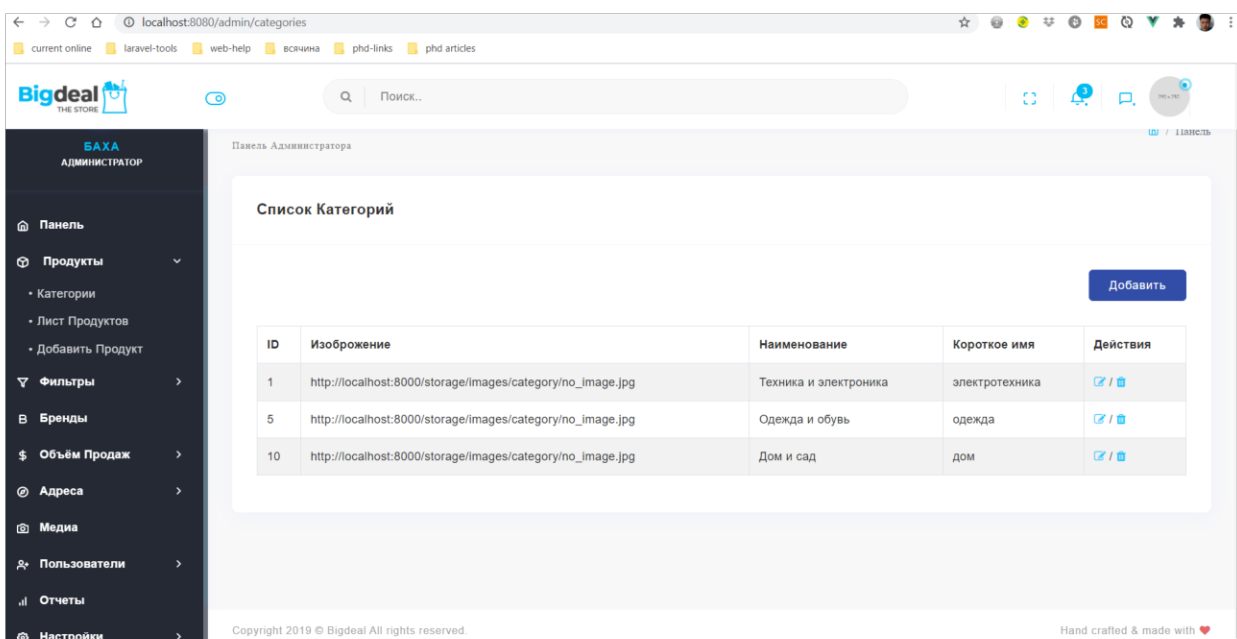 localhost:8080/admin/categories
SC
current online laravel-tools web-help всячина phd-links phd articles
Bigdeal
THE STORE
Поиск..
3
БАХА
АДМИНИСТРАТОР
Панель Администратора
/ Панель
Список Категорий
Панель
Продукты
• Категории
• Лист Продуктов
• Добавить Продукт
Фильтры
B Бренды
$ Объём Продаж
Адреса
Медиа
Пользователи
Отчеты
Настройки
Добавить
ID Изоброжение Наименование Короткое имя Действия
1 http://localhost:8000/storage/images/category/no_image.jpg Техника и электроника электротехника /
5 http://localhost:8000/storage/images/category/no_image.jpg Одежда и обувь одежда /
10 http://localhost:8000/storage/images/category/no_image.jpg Дом и сад дом /
Copyright 2019 © Bigdeal All rights reserved.
Hand crafted & made with